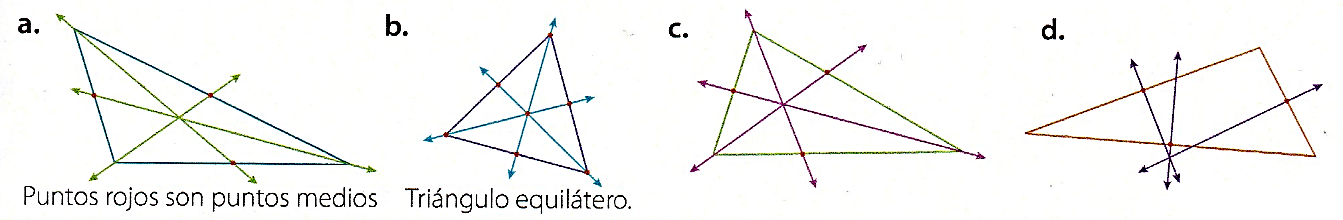 a. b. c. d.
Puntos rojos son puntos medios Triángulo equilátero.